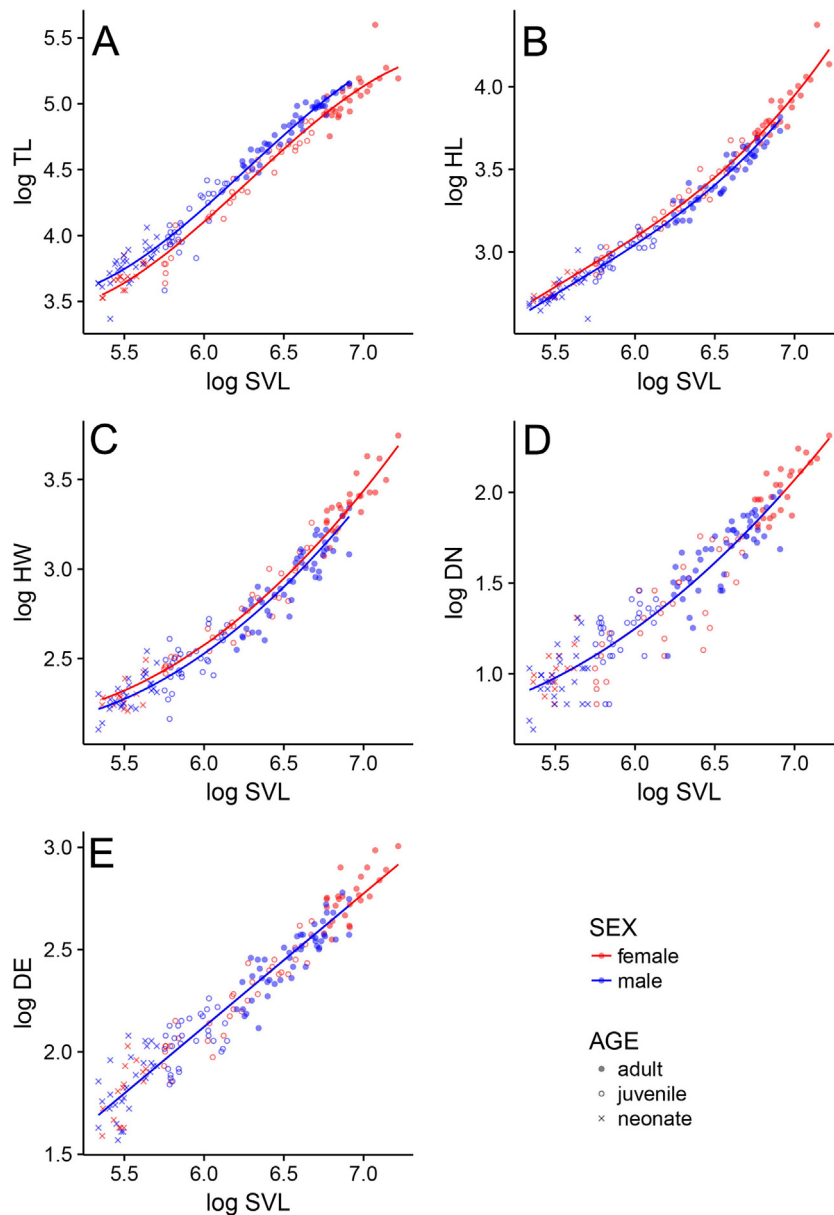 A
log TL
5.5
5.0
4.5
4.0
3.5
5.5 6.0 6.5 7.0
log SVL
B
log HL
4.0
3.5
3.0
5.5 6.0 6.5 7.0
log SVL
C
log HW
3.5
3.0
2.5
5.5 6.0 6.5 7.0
log SVL
D
log DN
2.0
1.5
1.0
5.5 6.0 6.5 7.0
log SVL
E
log DE
3.0
2.5
2.0
1.5
5.5 6.0 6.5 7.0
log SVL
SEX
female
male
AGE
adult
juvenile
neonate